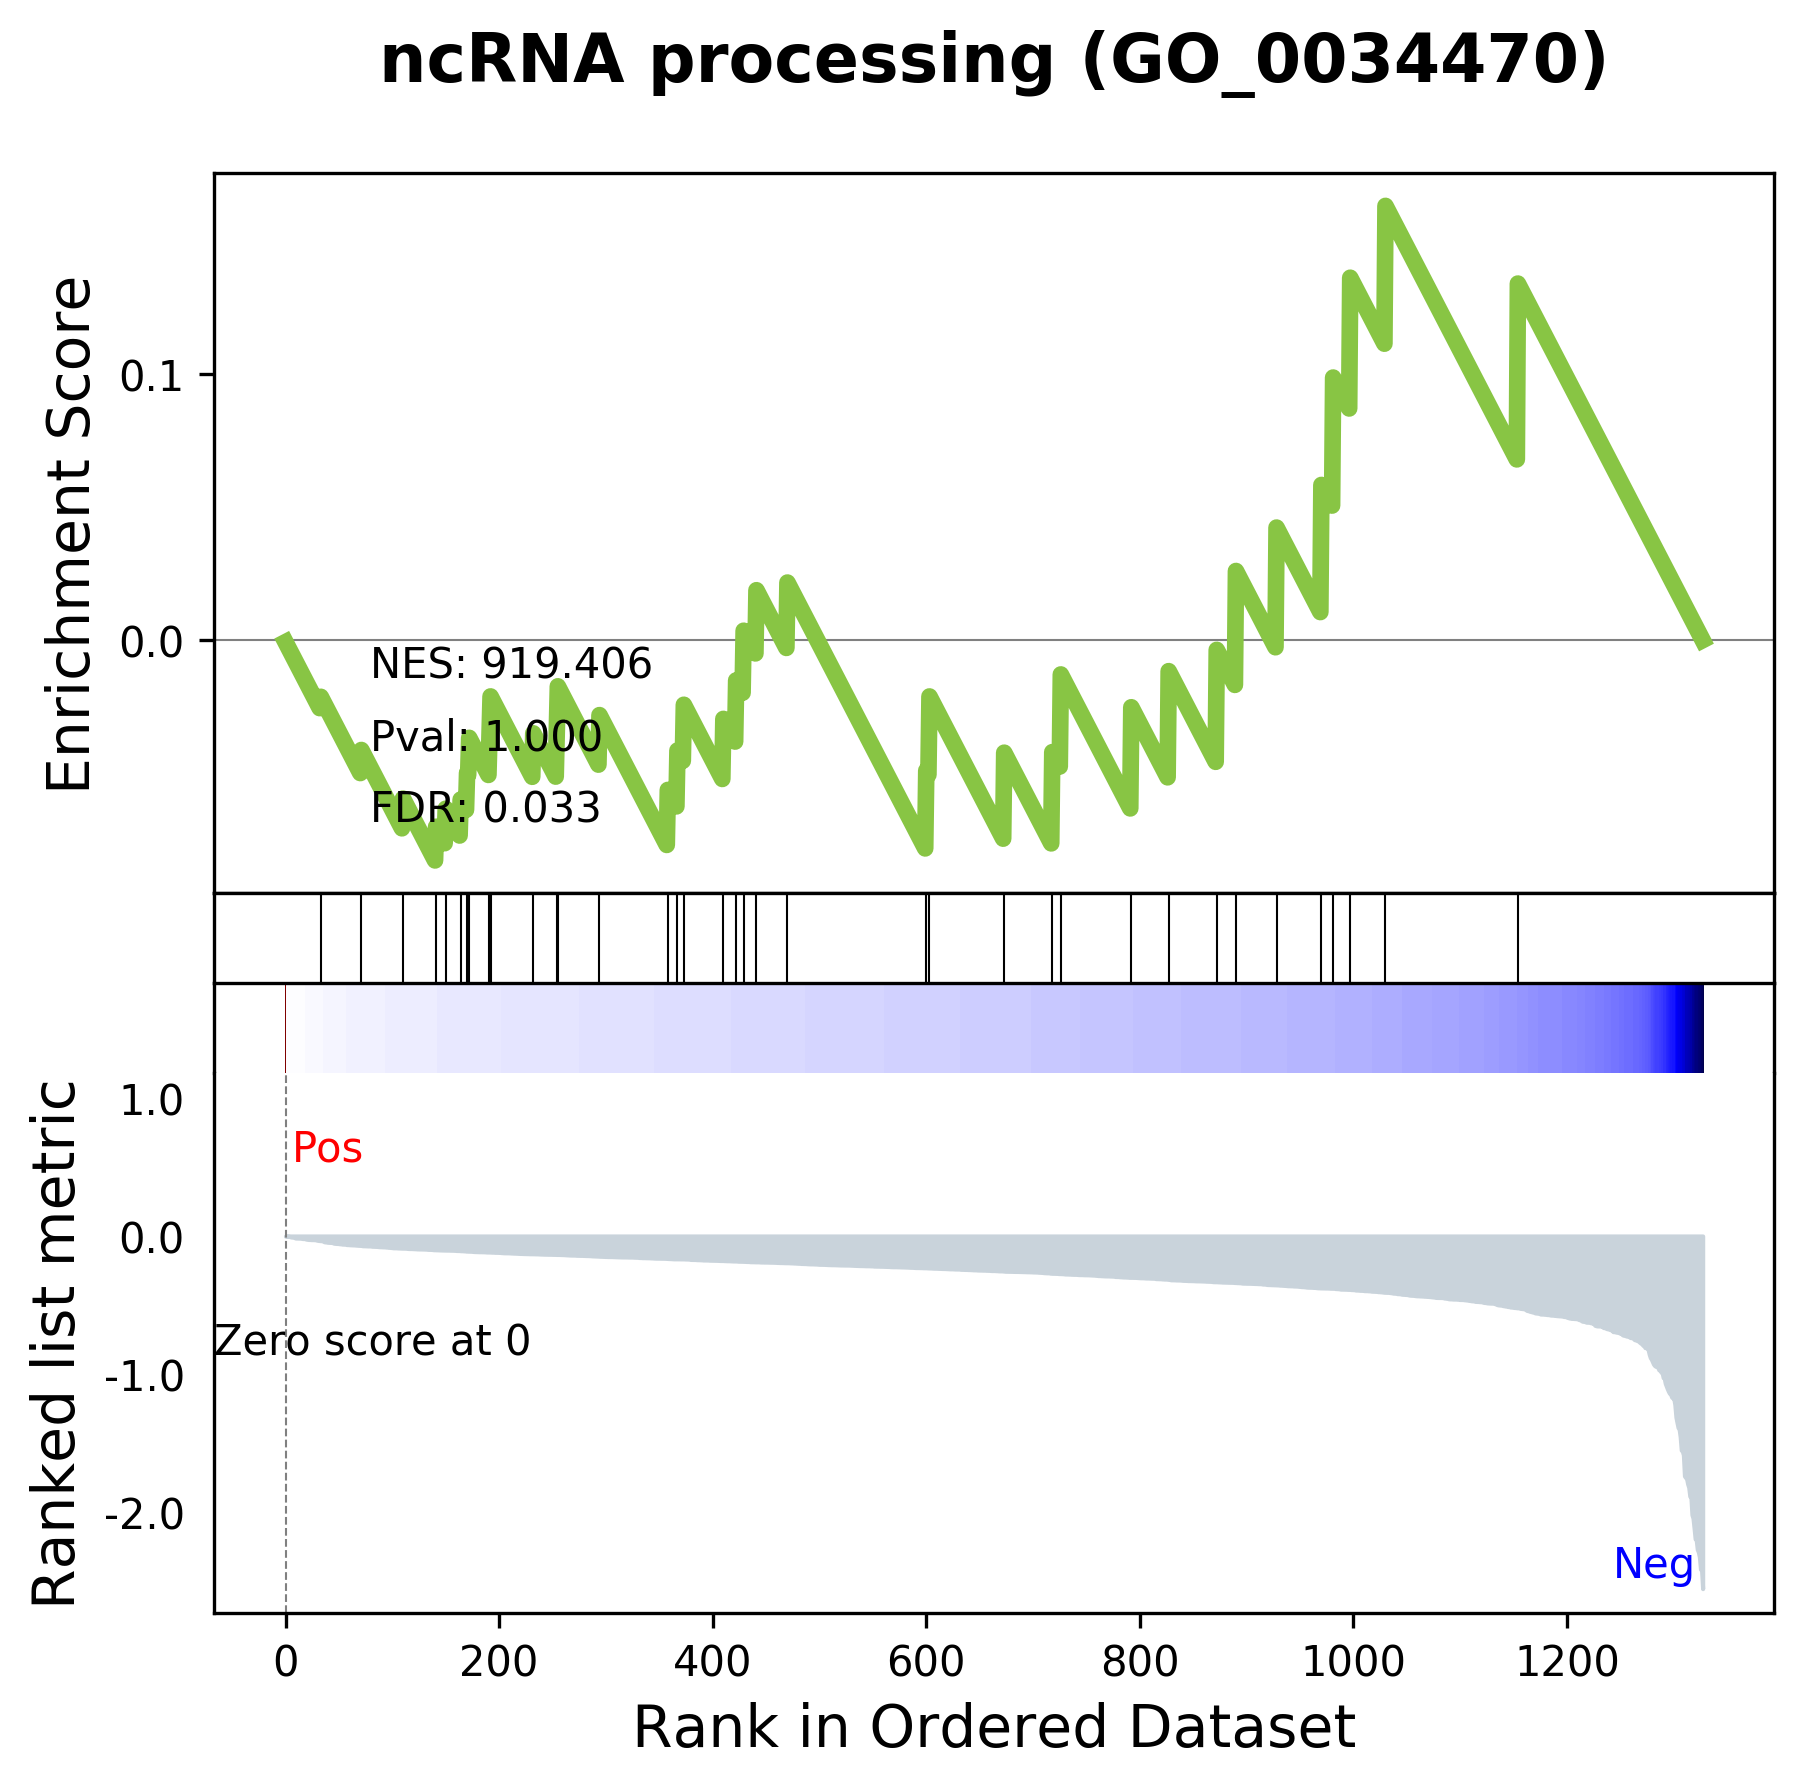 ncRNA processing (GO_0034470)
Enrichment Score
0.1
0.0
NES: 919.406
Pval: 1.000
FDR: 0.033
Ranked list metric
1.0
Pos
0.0
Zero score at 0
-1.0
-2.0
Neg
0 200 400 600 800 1000 1200
Rank in Ordered Dataset